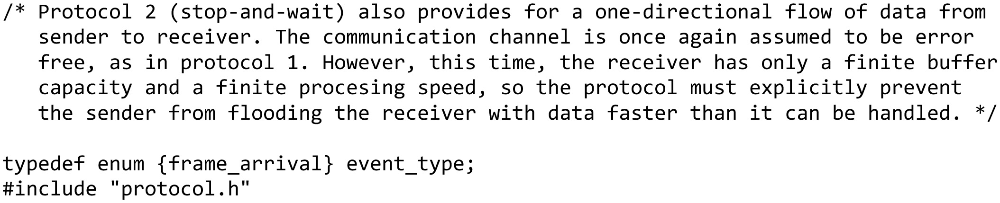 /* Protocol 2 (stop-and-wait) also provides for a one-directional flow of data from
sender to receiver. The communication channel is once again assumed to be error
free, as in protocol 1. However, this time, the receiver has only a finite buffer
capacity and a finite procesing speed, so the protocol must explicitly prevent
the sender from flooding the receiver with data faster than it can be handled. */
typedef enum {frame_arrival} event_type;
#include "protocol.h"